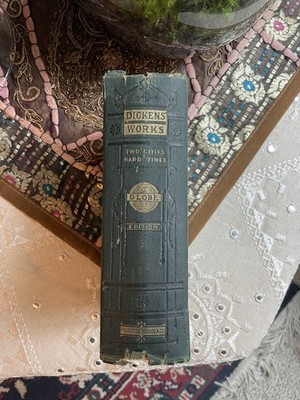 DICKENS'
WORKS
TWO CITIES
HARD TIMES
GLOBE
EDITION